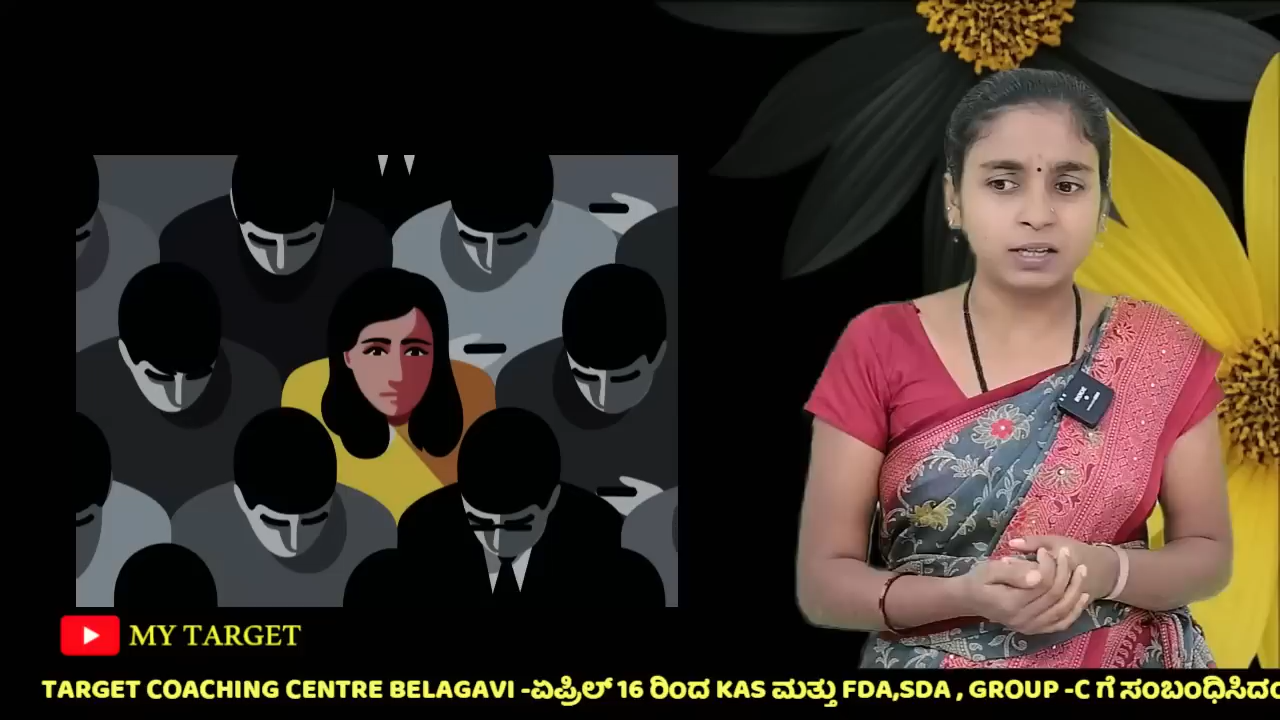 MY TARGET
TARGET COACHING CENTRE BELAGAVI -ಏಪ್ರಿಲ್ 16 ರಿಂದ KAS ಮತ್ತು FDA,SDA , GROUP -C ಗೆ